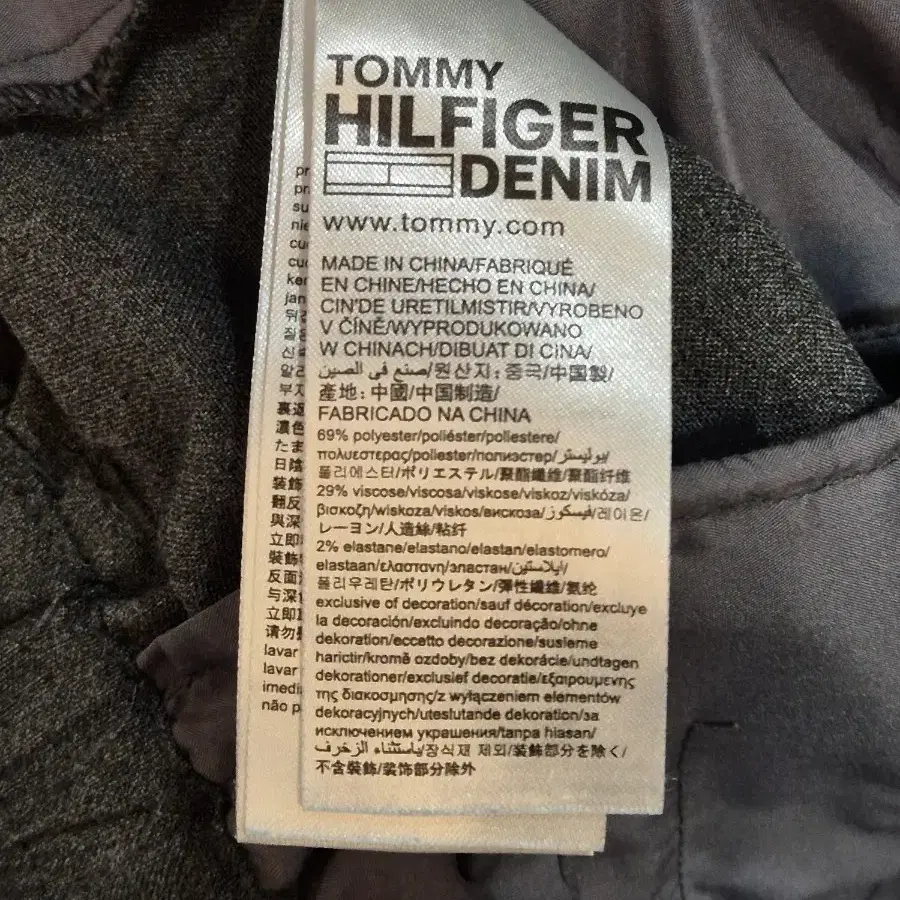 TOMMY
HILFIGER
DENIM
www.tommy.com
MADE IN CHINA/FABRIQUÉ
EN CHINE/HECHO EN CHINA/
CIN'DE URETILMISTIR/VYROBENO
V ČÍNĚ/WYPRODUKOWANO
W CHINACH/DIBUAT DI CINA/
صنع في الصين/원산지: 중국/中国製/
產地: 中國/中国制造/
FABRICADO NA CHINA
69% polyester/poliéster/poliestere/
πολυεστερας/poliester/полиэстер/بوليستر/
폴리에스터/ポリエステル/聚酯纖維/聚酯纤维
29% viscose/viscosa/viskose/viskoz/viskóza/
βισκοζη/wiskoza/viskos/вискоза/فيسكوز/레이온/
レーヨン/人造絲/粘纤
2% elastane/elastano/elastan/elastomero/
elastaan/ελαστανη/эластан/ايلاستين/
폴리우레탄/ポリウレタン/彈性纖維/氨纶
exclusive of decoration/sauf décoration/excluye
la decoración/excluindo decoração/ohne
dekoration/eccetto decorazione/susleme
harictir/kromě ozdoby/bez dekorácie/undtagen
dekorationer/exclusief decoratie/εξαιρουμενης
της διακοσμησης/z wyłączeniem elementów
dekoracyjnych/uteslutande dekoration/за
исключением украшения/tanpa hiasan/
باستثناء الزخرف/장식재 제외/装飾部分を除く/
不含裝飾/装饰部分除外
lavar
lavar
não